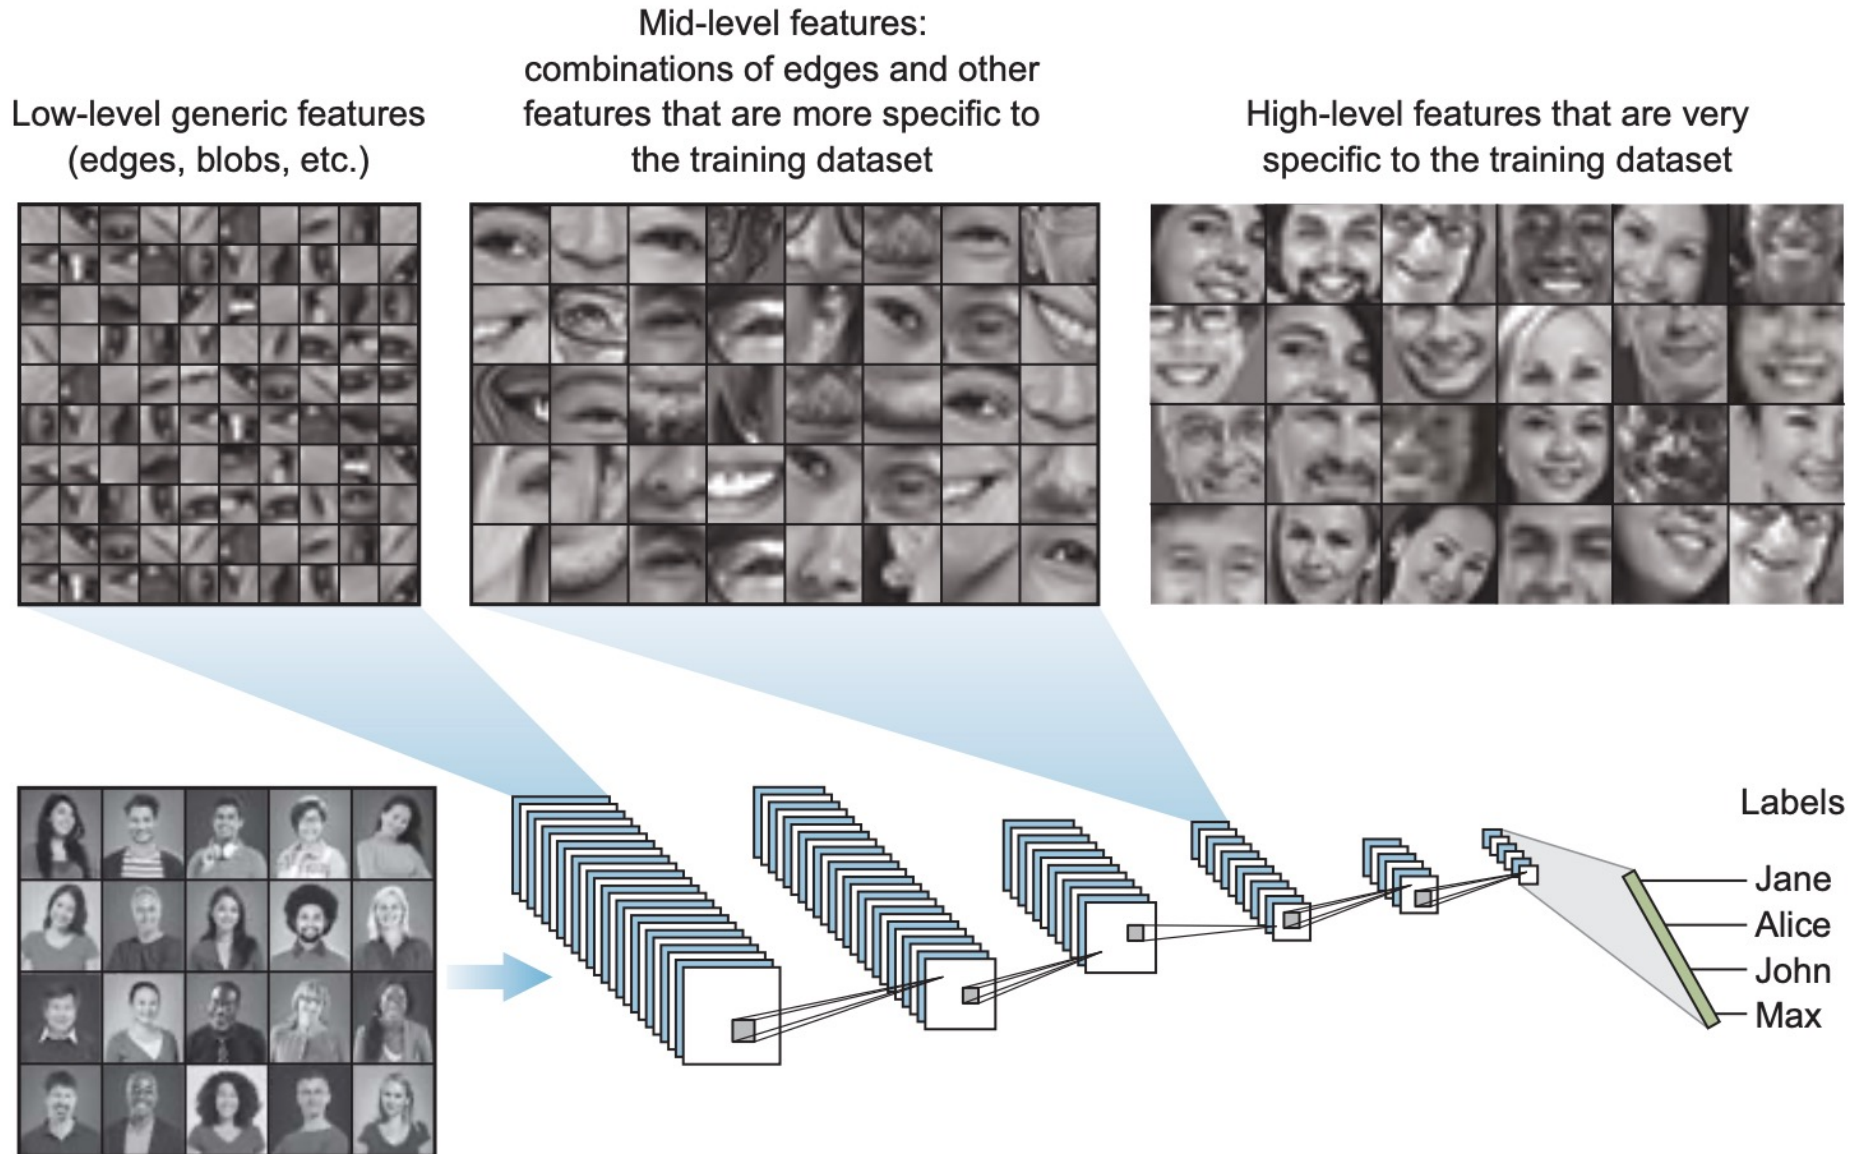 Low-level generic features
(edges, blobs, etc.)
Mid-level features:
combinations of edges and other
features that are more specific to
the training dataset
High-level features that are very
specific to the training dataset
Labels
Jane
Alice
John
Max